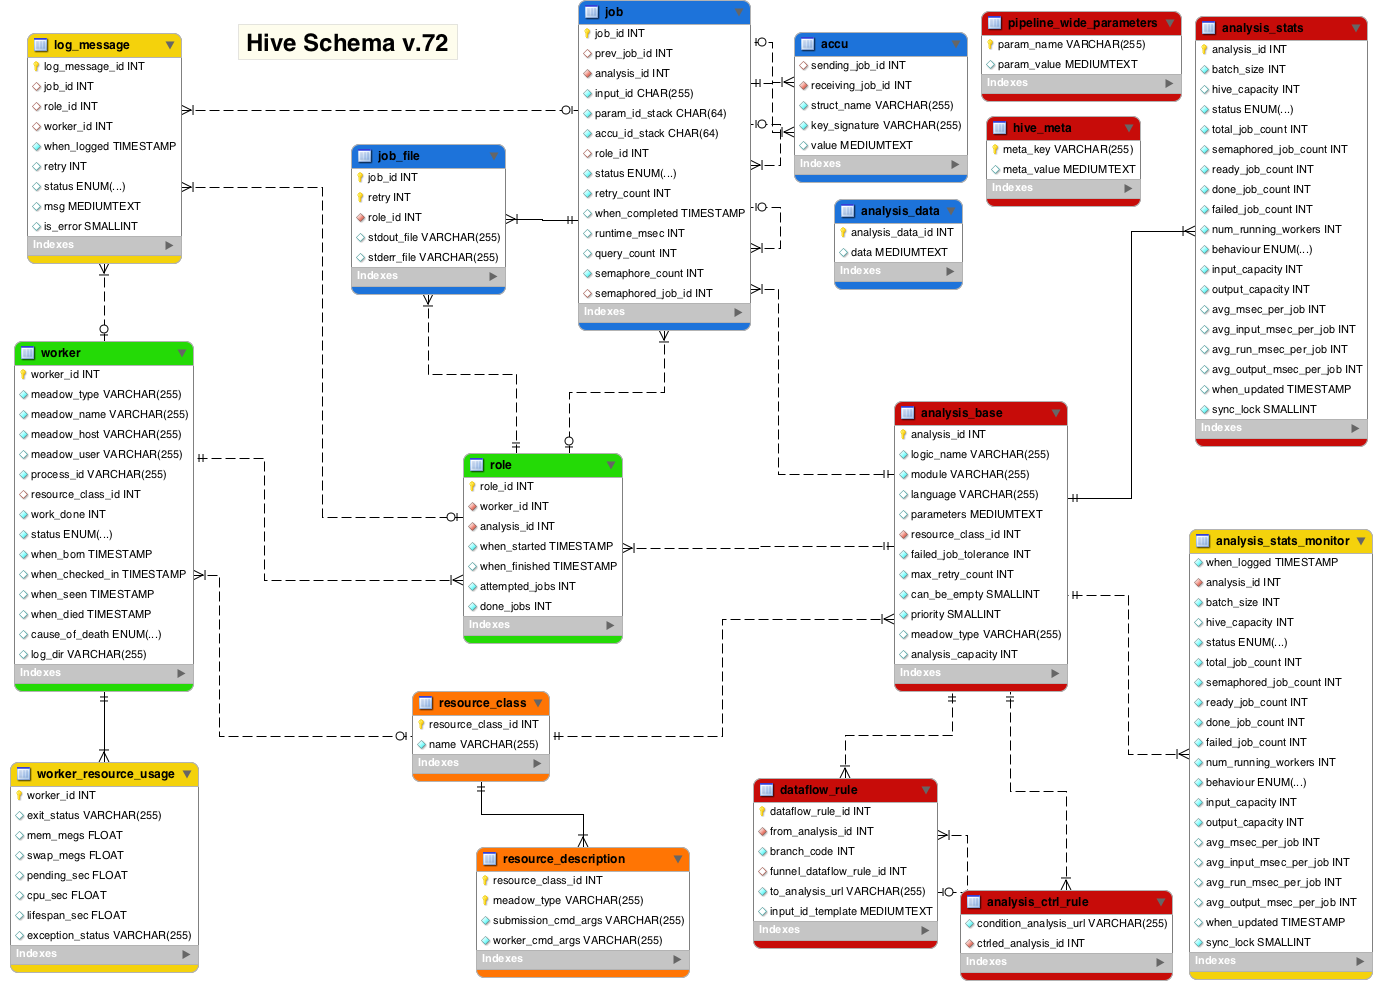 Hive Schema v.72
log_message
log_message_id INT
job_id INT
role_id INT
worker_id INT
when_logged TIMESTAMP
retry INT
status ENUM(...)
msg MEDIUMTEXT
is_error SMALLINT
Indexes
job_file
job_id INT
retry INT
role_id INT
stdout_file VARCHAR(255)
stderr_file VARCHAR(255)
Indexes
job
job_id INT
prev_job_id INT
analysis_id INT
input_id CHAR(255)
param_id_stack CHAR(64)
accu_id_stack CHAR(64)
role_id INT
status ENUM(...)
retry_count INT
when_completed TIMESTAMP
runtime_msec INT
query_count INT
semaphore_count INT
semaphored_job_id INT
Indexes
accu
sending_job_id INT
receiving_job_id INT
struct_name VARCHAR(255)
key_signature VARCHAR(255)
value MEDIUMTEXT
Indexes
analysis_data
analysis_data_id INT
data MEDIUMTEXT
Indexes
pipeline_wide_parameters
param_name VARCHAR(255)
param_value MEDIUMTEXT
Indexes
hive_meta
meta_key VARCHAR(255)
meta_value MEDIUMTEXT
Indexes
analysis_stats
analysis_id INT
batch_size INT
hive_capacity INT
status ENUM(...)
total_job_count INT
semaphored_job_count INT
ready_job_count INT
done_job_count INT
failed_job_count INT
num_running_workers INT
behaviour ENUM(...)
input_capacity INT
output_capacity INT
avg_msec_per_job INT
avg_input_msec_per_job INT
avg_run_msec_per_job INT
avg_output_msec_per_job INT
when_updated TIMESTAMP
sync_lock SMALLINT
Indexes
worker
worker_id INT
meadow_type VARCHAR(255)
meadow_name VARCHAR(255)
meadow_host VARCHAR(255)
meadow_user VARCHAR(255)
process_id VARCHAR(255)
resource_class_id INT
work_done INT
status ENUM(...)
when_born TIMESTAMP
when_checked_in TIMESTAMP
when_seen TIMESTAMP
when_died TIMESTAMP
cause_of_death ENUM(...)
log_dir VARCHAR(255)
Indexes
role
role_id INT
worker_id INT
analysis_id INT
when_started TIMESTAMP
when_finished TIMESTAMP
attempted_jobs INT
done_jobs INT
Indexes
analysis_base
analysis_id INT
logic_name VARCHAR(255)
module VARCHAR(255)
language VARCHAR(255)
parameters MEDIUMTEXT
resource_class_id INT
failed_job_tolerance INT
max_retry_count INT
can_be_empty SMALLINT
priority SMALLINT
meadow_type VARCHAR(255)
analysis_capacity INT
Indexes
analysis_stats_monitor
when_logged TIMESTAMP
analysis_id INT
batch_size INT
hive_capacity INT
status ENUM(...)
total_job_count INT
semaphored_job_count INT
ready_job_count INT
done_job_count INT
failed_job_count INT
num_running_workers INT
behaviour ENUM(...)
input_capacity INT
output_capacity INT
avg_msec_per_job INT
avg_input_msec_per_job INT
avg_run_msec_per_job INT
avg_output_msec_per_job INT
when_updated TIMESTAMP
sync_lock SMALLINT
Indexes
resource_class
resource_class_id INT
name VARCHAR(255)
Indexes
worker_resource_usage
worker_id INT
exit_status VARCHAR(255)
mem_megs FLOAT
swap_megs FLOAT
pending_sec FLOAT
cpu_sec FLOAT
lifespan_sec FLOAT
exception_status VARCHAR(255)
Indexes
resource_description
resource_class_id INT
meadow_type VARCHAR(255)
submission_cmd_args VARCHAR(255)
worker_cmd_args VARCHAR(255)
Indexes
dataflow_rule
dataflow_rule_id INT
from_analysis_id INT
branch_code INT
funnel_dataflow_rule_id INT
to_analysis_url VARCHAR(255)
input_id_template MEDIUMTEXT
Indexes
analysis_ctrl_rule
condition_analysis_url VARCHAR(255)
ctrled_analysis_id INT
Indexes